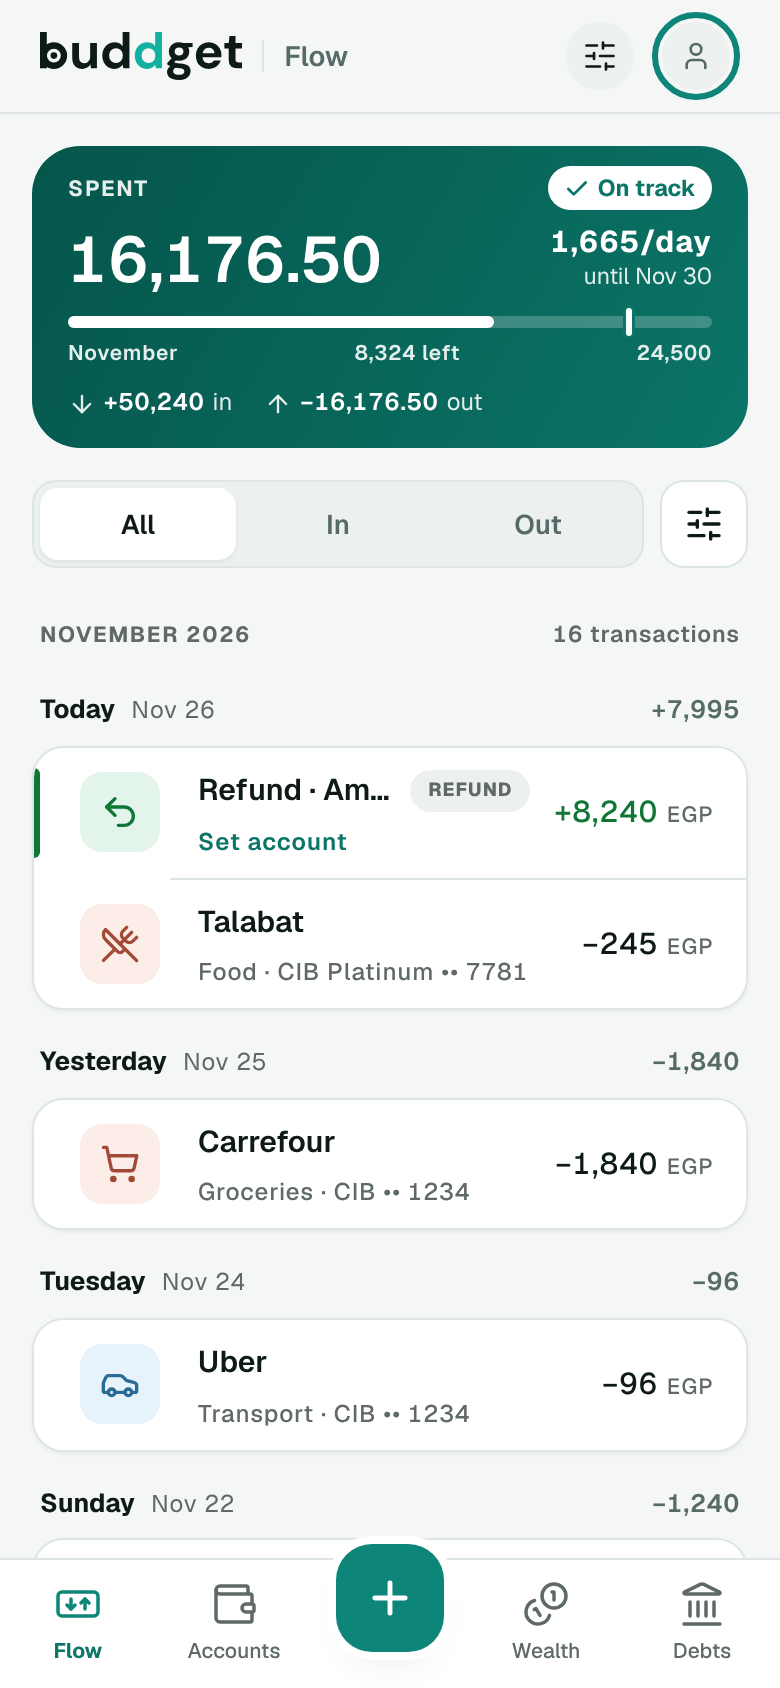 buddget
Flow
SPENT
On track
16,176.50
1,665/day
until Nov 30
November
8,324 left
24,500
+50,240 in
−16,176.50 out
All
In
Out
NOVEMBER 2026
16 transactions
Today Nov 26
+7,995
Refund · Am...
REFUND
+8,240 EGP
Set account
Talabat
−245 EGP
Food · CIB Platinum •• 7781
Yesterday Nov 25
−1,840
Carrefour
−1,840 EGP
Groceries · CIB •• 1234
Tuesday Nov 24
−96
Uber
−96 EGP
Transport · CIB •• 1234
Sunday Nov 22
−1,240
Flow
Accounts
Wealth
Debts